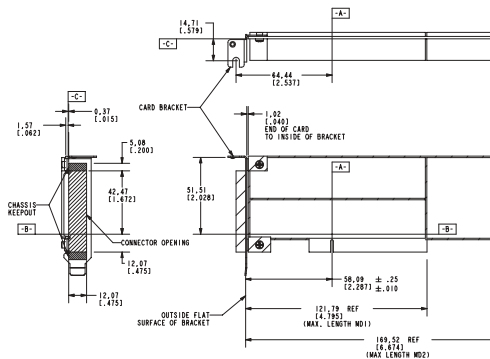 14,71
[.579]
-A-
-C-
64,44
[2.537]
-C-
0,37
[.015]
CARD BRACKET
1,57
[.062]
5,08
[.200]
1,02
[.040]
END OF CARD
TO INSIDE OF BRACKET
-A-
42,47
[1.672]
51,51
[2.028]
CHASSIS
KEEPOUT
-B-
-B-
CONNECTOR OPENING
12,07
[.475]
58,09 ± .25
[2.287] ±.010
12,07
[.475]
OUTSIDE FLAT
SURFACE OF BRACKET
121,79 REF
[4.795]
(MAX. LENGTH MD1)
169,52 REF
[6.674]
(MAX LENGTH MD2)